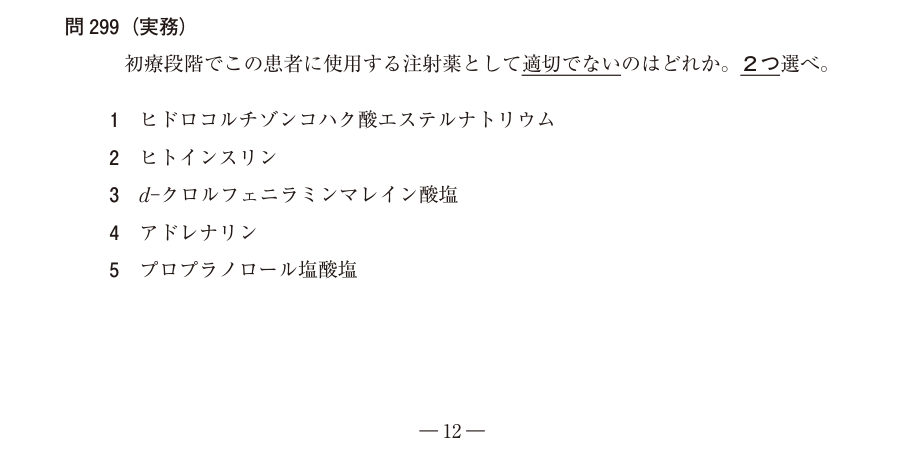 問 299（実務）
初療段階でこの患者に使用する注射薬として適切でないのはどれか。２つ選べ。
1 ヒドロコルチゾンコハク酸エステルナトリウム
2 ヒトインスリン
3 d-クロルフェニラミンマレイン酸塩
4 アドレナリン
5 プロプラノロール塩酸塩
― 12 ―